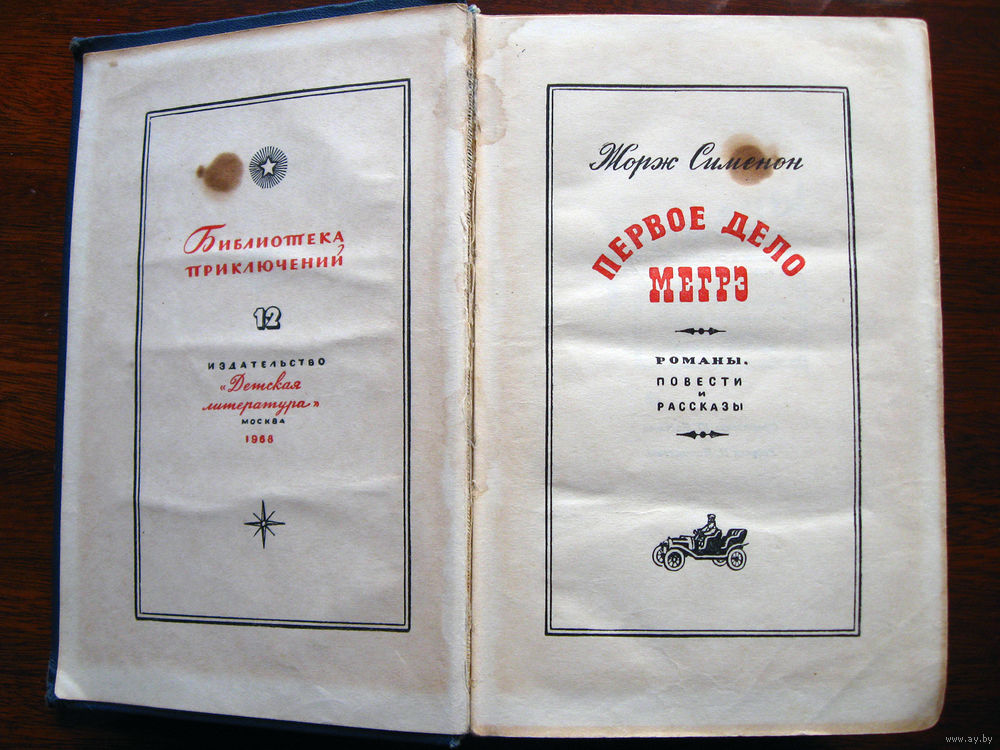 БИБЛИОТЕКА
ПРИКЛЮЧЕНИЙ
12
ИЗДАТЕЛЬСТВО
«Детская
литература»
МОСКВА
1968
Жорж Сименон
ПЕРВОЕ ДЕЛО
МЕГРЭ
РОМАНЫ,
ПОВЕСТИ
И
РАССКАЗЫ
www.ay.by